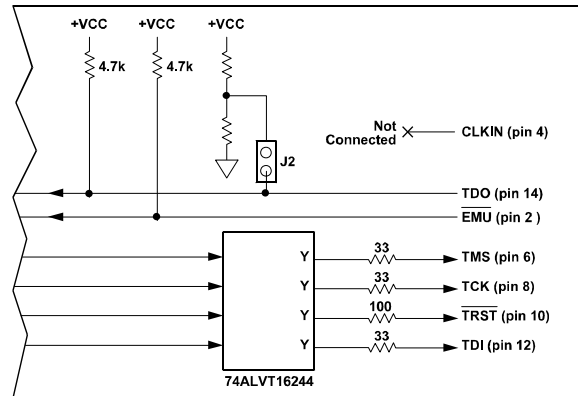 +VCC +VCC +VCC
4.7k 4.7k
Not
Connected
CLKIN (pin 4)
J2
TDO (pin 14)
EMU (pin 2 )
Y 33 TMS (pin 6)
Y 33 TCK (pin 8)
Y 100 TRST (pin 10)
Y 33 TDI (pin 12)
74ALVT16244